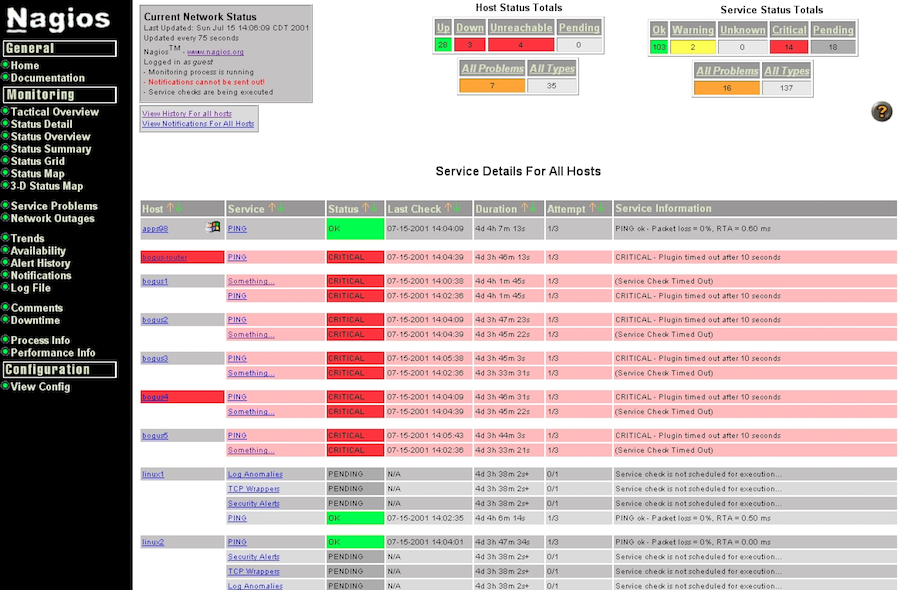 Nagios
General
Home
Documentation
Monitoring
Tactical Overview
Status Detail
Status Overview
Status Summary
Status Grid
Status Map
3-D Status Map
Service Problems
Network Outages
Trends
Availability
Alert History
Notifications
Log File
Comments
Downtime
Process Info
Performance Info
Configuration
View Config
Current Network Status
Last Updated: Sun Jul 15 14:06:09 CDT 2001
Updated every 75 seconds
Nagios™ - www.nagios.org
Logged in as guest
- Monitoring process is running
- Notifications cannot be sent out!
- Service checks are being executed
View History For all hosts
View Notifications For All Hosts
Host Status Totals
Up Down Unreachable Pending
28 3 4 0
All Problems All Types
7 35
Service Status Totals
Ok Warning Unknown Critical Pending
103 2 0 14 18
All Problems All Types
16 137
?
Service Details For All Hosts
Host Service Status Last Check Duration Attempt Service Information
apps98 PING OK 07-15-2001 14:04:09 4d 4h 7m 13s 1/3 PING ok - Packet loss = 0%, RTA = 0.60 ms
bogus-router PING CRITICAL 07-15-2001 14:04:39 4d 3h 46m 13s 1/3 CRITICAL - Plugin timed out after 10 seconds
bogus1 Something... CRITICAL 07-15-2001 14:00:38 4d 4h 1m 45s 1/3 (Service Check Timed Out)
PING CRITICAL 07-15-2001 14:02:36 4d 4h 1m 45s 1/3 CRITICAL - Plugin timed out after 10 seconds
bogus2 PING CRITICAL 07-15-2001 14:04:09 4d 3h 47m 23s 1/3 CRITICAL - Plugin timed out after 10 seconds
Something... CRITICAL 07-15-2001 14:04:39 4d 3h 45m 22s 1/3 (Service Check Timed Out)
bogus3 PING CRITICAL 07-15-2001 14:05:38 4d 3h 45m 3s 1/3 CRITICAL - Plugin timed out after 10 seconds
Something... CRITICAL 07-15-2001 14:02:36 4d 3h 33m 31s 1/3 (Service Check Timed Out)
bogus4 PING CRITICAL 07-15-2001 14:04:09 4d 3h 46m 31s 1/3 CRITICAL - Plugin timed out after 10 seconds
Something... CRITICAL 07-15-2001 14:04:39 4d 3h 45m 22s 1/3 (Service Check Timed Out)
bogus5 PING CRITICAL 07-15-2001 14:05:43 4d 3h 44m 3s 1/3 CRITICAL - Plugin timed out after 10 seconds
Something... CRITICAL 07-15-2001 14:02:36 4d 3h 33m 21s 1/3 (Service Check Timed Out)
linux1 Log Anomalies PENDING N/A 4d 3h 38m 2s+ 0/1 Service check is not scheduled for execution...
TCP Wrappers PENDING N/A 4d 3h 38m 2s+ 0/1 Service check is not scheduled for execution...
Security Alerts PENDING N/A 4d 3h 38m 2s+ 0/1 Service check is not scheduled for execution...
PING OK 07-15-2001 14:02:35 4d 4h 6m 14s 1/3 PING ok - Packet loss = 0%, RTA = 0.50 ms
linux2 PING OK 07-15-2001 14:04:01 4d 3h 47m 34s 1/3 PING ok - Packet loss = 0%, RTA = 0.00 ms
Security Alerts PENDING N/A 4d 3h 38m 2s+ 0/1 Service check is not scheduled for execution...
TCP Wrappers PENDING N/A 4d 3h 38m 2s+ 0/1 Service check is not scheduled for execution...
Log Anomalies PENDING N/A 4d 3h 38m 2s+ 0/1 Service check is not scheduled for execution...